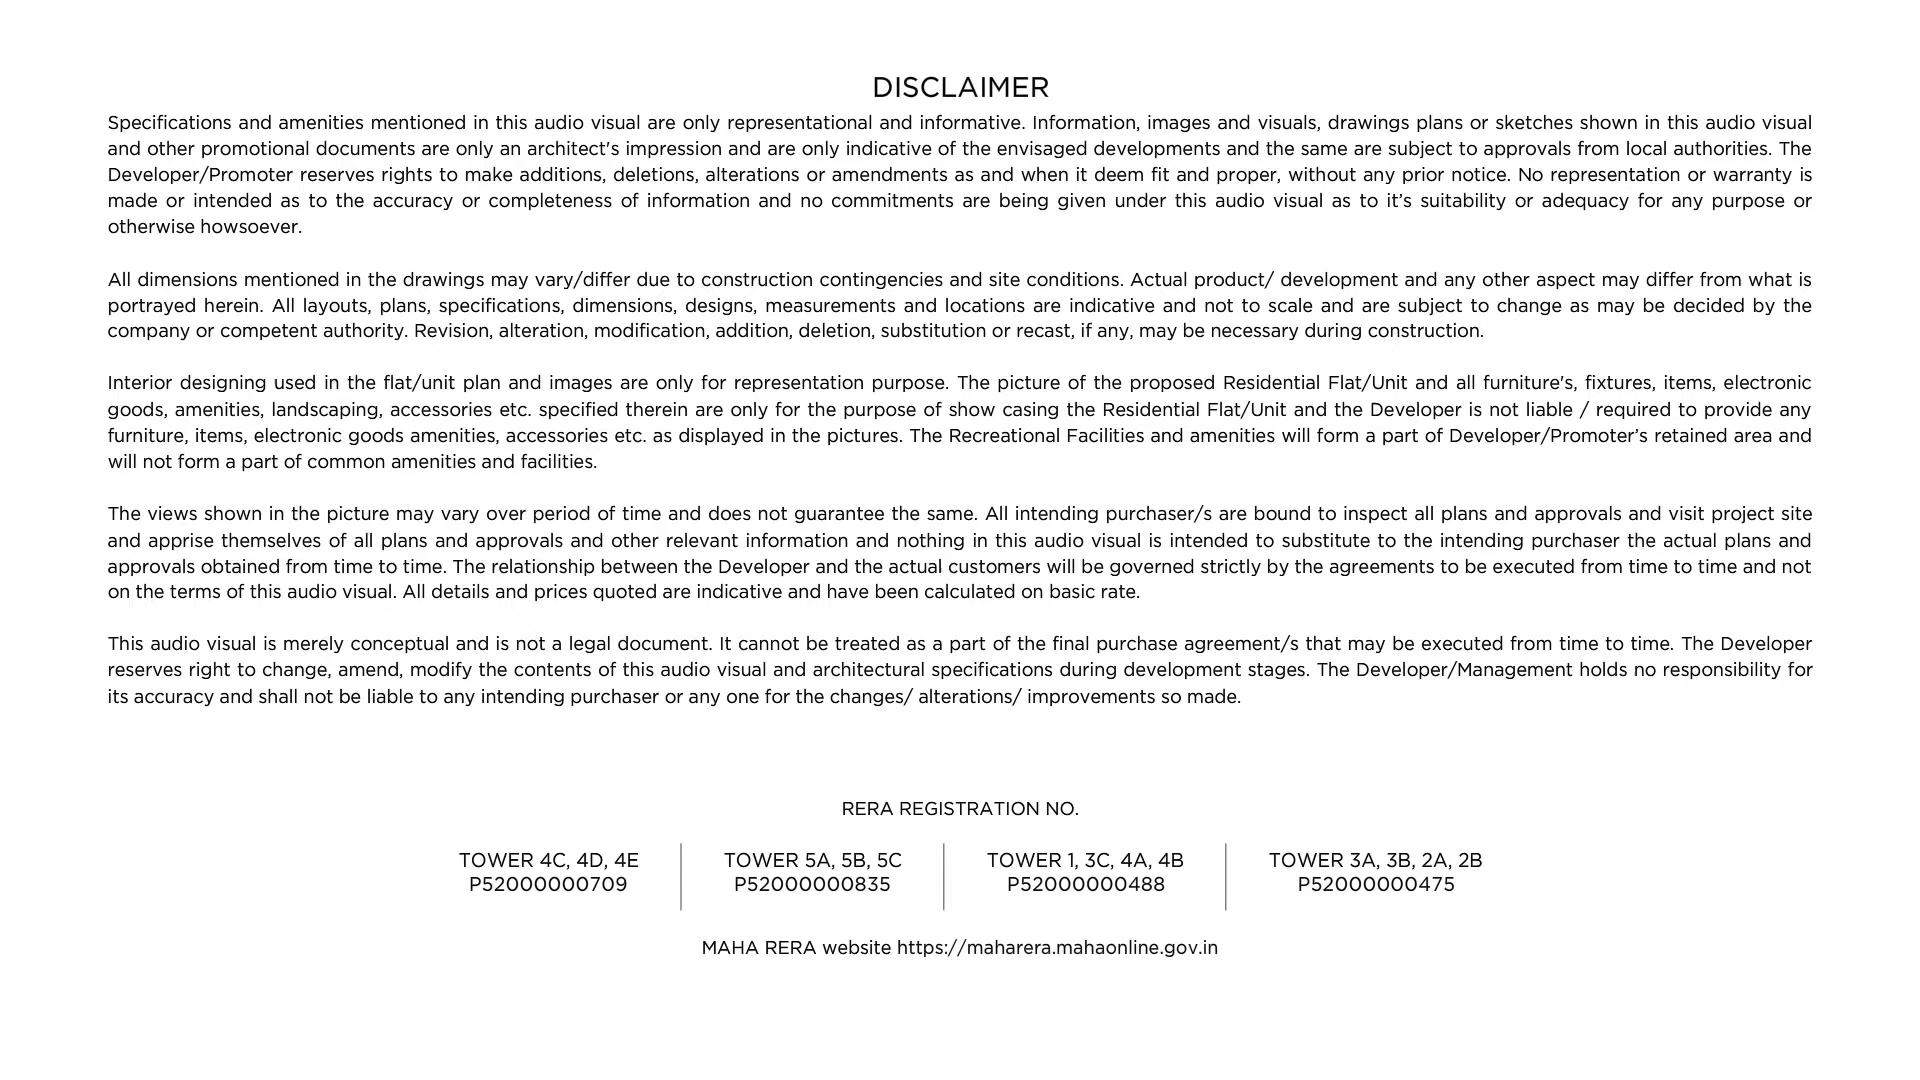 DISCLAIMER
Specifications and amenities mentioned in this audio visual are only representational and informative. Information, images and visuals, drawings plans or sketches shown in this audio visual
and other promotional documents are only an architect's impression and are only indicative of the envisaged developments and the same are subject to approvals from local authorities. The
Developer/Promoter reserves rights to make additions, deletions, alterations or amendments as and when it deem fit and proper, without any prior notice. No representation or warranty is
made or intended as to the accuracy or completeness of information and no commitments are being given under this audio visual as to it’s suitability or adequacy for any purpose or
otherwise howsoever.
All dimensions mentioned in the drawings may vary/differ due to construction contingencies and site conditions. Actual product/ development and any other aspect may differ from what is
portrayed herein. All layouts, plans, specifications, dimensions, designs, measurements and locations are indicative and not to scale and are subject to change as may be decided by the
company or competent authority. Revision, alteration, modification, addition, deletion, substitution or recast, if any, may be necessary during construction.
Interior designing used in the flat/unit plan and images are only for representation purpose. The picture of the proposed Residential Flat/Unit and all furniture's, fixtures, items, electronic
goods, amenities, landscaping, accessories etc. specified therein are only for the purpose of show casing the Residential Flat/Unit and the Developer is not liable / required to provide any
furniture, items, electronic goods amenities, accessories etc. as displayed in the pictures. The Recreational Facilities and amenities will form a part of Developer/Promoter’s retained area and
will not form a part of common amenities and facilities.
The views shown in the picture may vary over period of time and does not guarantee the same. All intending purchaser/s are bound to inspect all plans and approvals and visit project site
and apprise themselves of all plans and approvals and other relevant information and nothing in this audio visual is intended to substitute to the intending purchaser the actual plans and
approvals obtained from time to time. The relationship between the Developer and the actual customers will be governed strictly by the agreements to be executed from time to time and not
on the terms of this audio visual. All details and prices quoted are indicative and have been calculated on basic rate.
This audio visual is merely conceptual and is not a legal document. It cannot be treated as a part of the final purchase agreement/s that may be executed from time to time. The Developer
reserves right to change, amend, modify the contents of this audio visual and architectural specifications during development stages. The Developer/Management holds no responsibility for
its accuracy and shall not be liable to any intending purchaser or any one for the changes/ alterations/ improvements so made.
RERA REGISTRATION NO.
TOWER 4C, 4D, 4E
P52000000709
TOWER 5A, 5B, 5C
P52000000835
TOWER 1, 3C, 4A, 4B
P52000000488
TOWER 3A, 3B, 2A, 2B
P52000000475
MAHA RERA website https://maharera.mahaonline.gov.in